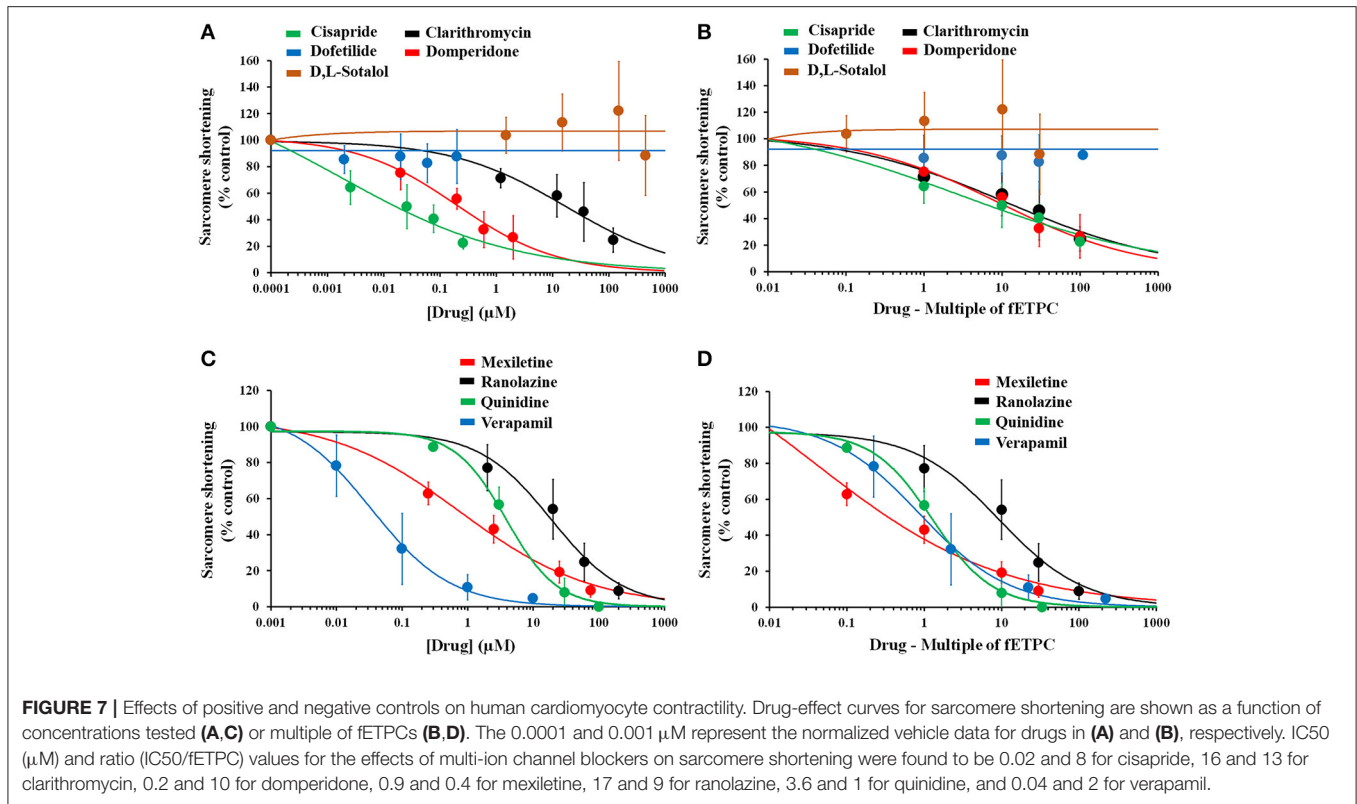 A
Cisapride
Clarithromycin
Dofetilide
Domperidone
D,L-Sotalol
Sarcomere shortening
(% control)
160
140
120
100
80
60
40
20
0
0.0001
0.001
0.01
0.1
1
10
100
1000
[Drug] (µM)
B
Cisapride
Clarithromycin
Dofetilide
Domperidone
D,L-Sotalol
Sarcomere shortening
(% control)
160
140
120
100
80
60
40
20
0
0.01
0.1
1
10
100
1000
Drug - Multiple of fETPC
C
Mexiletine
Ranolazine
Quinidine
Verapamil
Sarcomere shortening
(% control)
120
100
80
60
40
20
0
0.001
0.01
0.1
1
10
100
1000
[Drug] (µM)
D
Mexiletine
Ranolazine
Quinidine
Verapamil
Sarcomere shortening
(% control)
120
100
80
60
40
20
0
0.01
0.1
1
10
100
1000
Drug - Multiple of fETPC
FIGURE 7 | Effects of positive and negative controls on human cardiomyocyte contractility. Drug-effect curves for sarcomere shortening are shown as a function of
concentrations tested (A,C) or multiple of fETPCs (B,D). The 0.0001 and 0.001 µM represent the normalized vehicle data for drugs in (A) and (B), respectively. IC50
(µM) and ratio (IC50/fETPC) values for the effects of multi-ion channel blockers on sarcomere shortening were found to be 0.02 and 8 for cisapride, 16 and 13 for
clarithromycin, 0.2 and 10 for domperidone, 0.9 and 0.4 for mexiletine, 17 and 9 for ranolazine, 3.6 and 1 for quinidine, and 0.04 and 2 for verapamil.